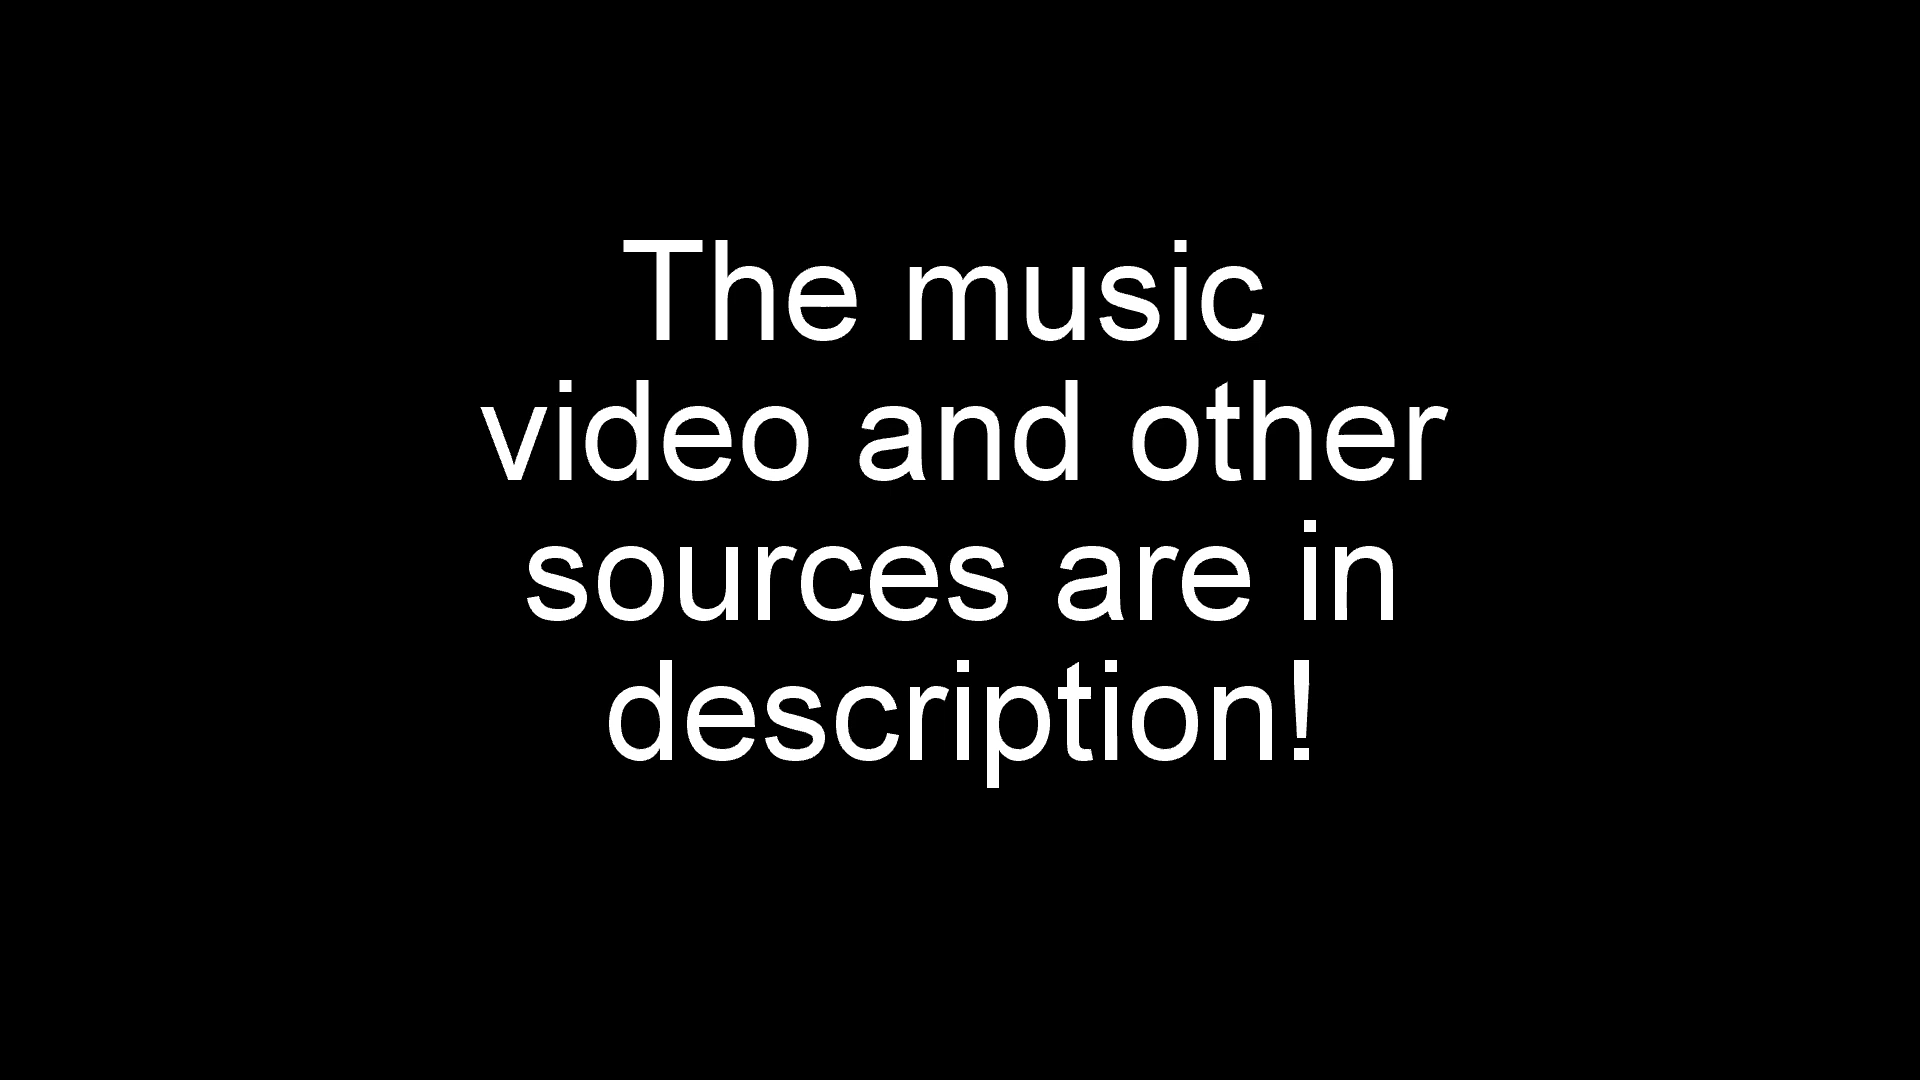 The music
video and other
sources are in
description!